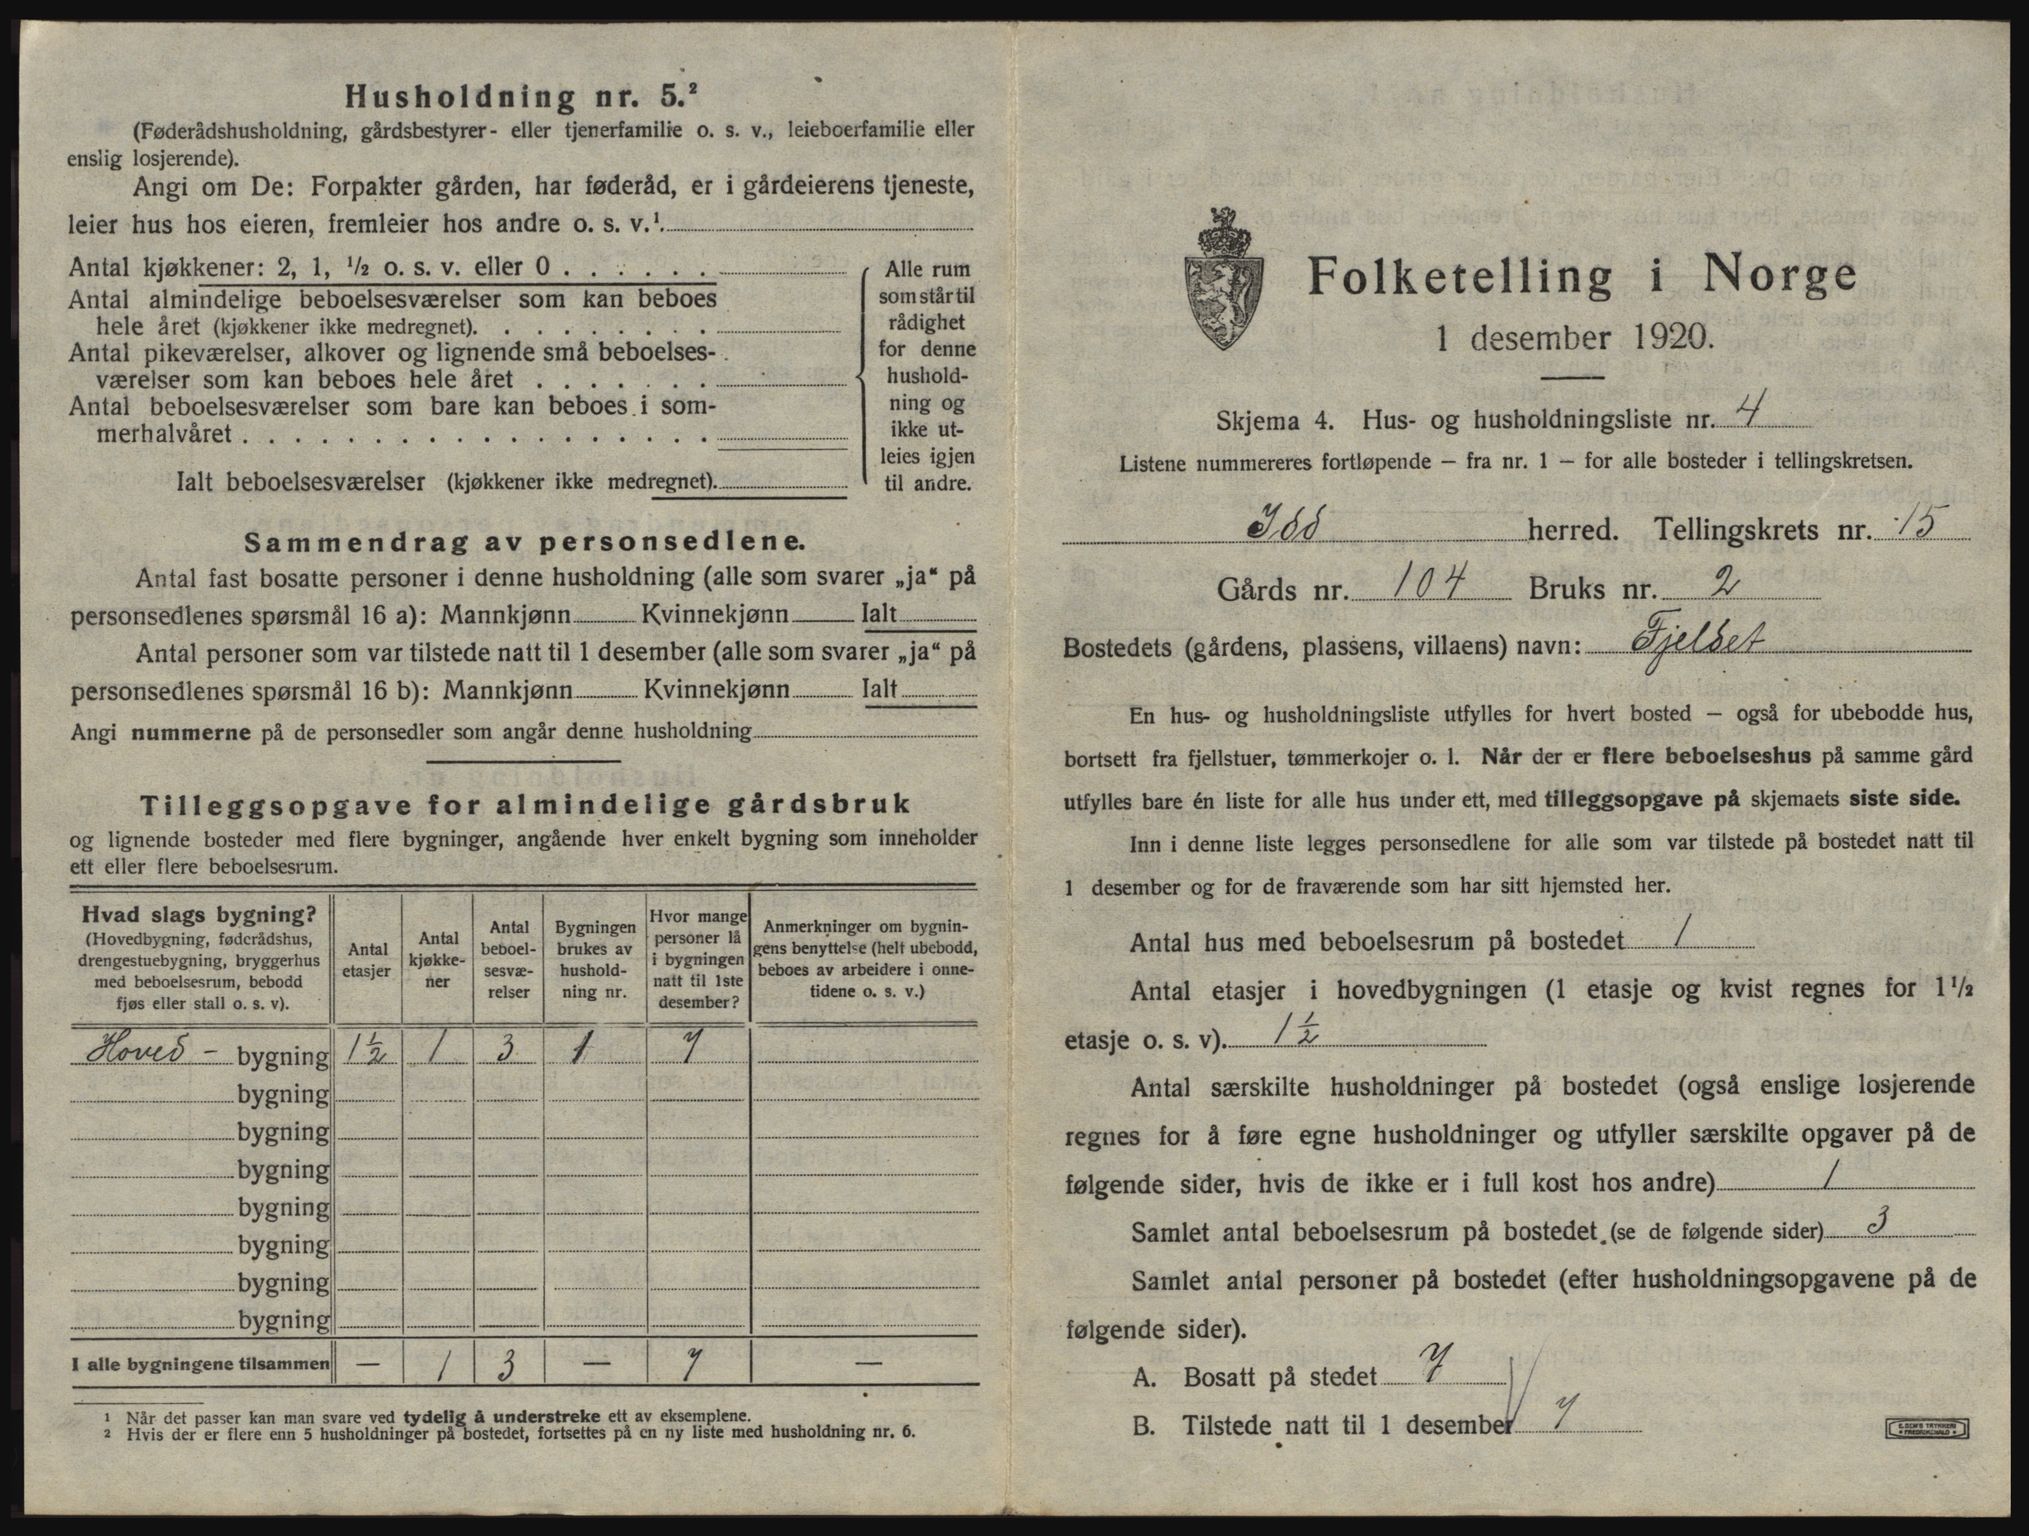 Husholdning nr. 5.²
(Føderådshusholdning, gårdsbestyrer- eller tjenerfamilie o. s. v., leieboerfamilie eller
enslig losjerende).
Angi om De: Forpakter gården, har føderåd, er i gårdeierens tjeneste,
leier hus hos eieren, fremleier hos andre o. s. v.¹.
Antal kjøkkener: 2, 1, ½ o. s. v. eller 0 . . . . . .
Antal almindelige beboelsesværelser som kan beboes
hele året (kjøkkener ikke medregnet). . . . . . . . .
Antal pikeværelser, alkover og lignende små beboelses-
værelser som kan beboes hele året . . . . . . .
Antal beboelsesværelser som bare kan beboes i som-
merhalvåret . . . . . . . . . . . . . . . . . .
Ialt beboelsesværelser (kjøkkener ikke medregnet).
Alle rum
som står til
rådighet
for denne
hushold-
ning og
ikke ut-
leies igjen
til andre.
Sammendrag av personsedlene.
Antal fast bosatte personer i denne husholdning (alle som svarer „ja“ på
personsedlenes spørsmål 16 a): Mannkjønn Kvinnekjønn Ialt
Antal personer som var tilstede natt til 1 desember (alle som svarer „ja“ på
personsedlenes spørsmål 16 b): Mannkjønn Kvinnekjønn Ialt
Angi nummerne på de personsedler som angår denne husholdning
Tilleggsopgave for almindelige gårdsbruk
og lignende bosteder med flere bygninger, angående hver enkelt bygning som inneholder
ett eller flere beboelsesrum.
Hvad slags bygning?
(Hovedbygning, føderådshus,
drengestuebygning, bryggerhus
med beboelsesrum, bebodd
fjøs eller stall o. s. v).
Antal
etasjer
Antal
kjøkke-
ner
Antal
beboel-
sesvæ-
relser
Bygningen
brukes av
hushold-
ning nr.
Hvor mange
personer lå
i bygningen
natt til 1ste
desember?
Anmerkninger om bygnin-
gens benyttelse (helt ubebodd,
beboes av arbeidere i onne-
tidene o. s. v.)
Hoved - bygning 1½ 1 3 1 7
bygning
bygning
bygning
bygning
bygning
bygning
bygning
I alle bygningene tilsammen — 1 3 — 7 —
¹ Når det passer kan man svare ved tydelig å understreke ett av eksemplene.
² Hvis der er flere enn 5 husholdninger på bostedet, fortsettes på en ny liste med husholdning nr. 6.
Folketelling i Norge
1 desember 1920.
Skjema 4. Hus- og husholdningsliste nr. 4
Listene nummereres fortløpende — fra nr. 1 — for alle bosteder i tellingskretsen.
Idd herred. Tellingskrets nr. 15
Gårds nr. 104 Bruks nr. 2
Bostedets (gårdens, plassens, villaens) navn: Fjeldet
En hus- og husholdningsliste utfylles for hvert bosted — også for ubebodde hus,
bortsett fra fjellstuer, tømmerkojer o. l. Når der er flere beboelseshus på samme gård
utfylles bare én liste for alle hus under ett, med tilleggsopgave på skjemaets siste side.
Inn i denne liste legges personsedlene for alle som var tilstede på bostedet natt til
1 desember og for de fraværende som har sitt hjemsted her.
Antal hus med beboelsesrum på bostedet 1
Antal etasjer i hovedbygningen (1 etasje og kvist regnes for 1½
etasje o. s. v). 1½
Antal særskilte husholdninger på bostedet (også enslige losjerende
regnes for å føre egne husholdninger og utfyller særskilte opgaver på de
følgende sider, hvis de ikke er i full kost hos andre) 1
Samlet antal beboelsesrum på bostedet (se de følgende sider) 3
Samlet antal personer på bostedet (efter husholdningsopgavene på de
følgende sider).
A. Bosatt på stedet 7
B. Tilstede natt til 1 desember 7